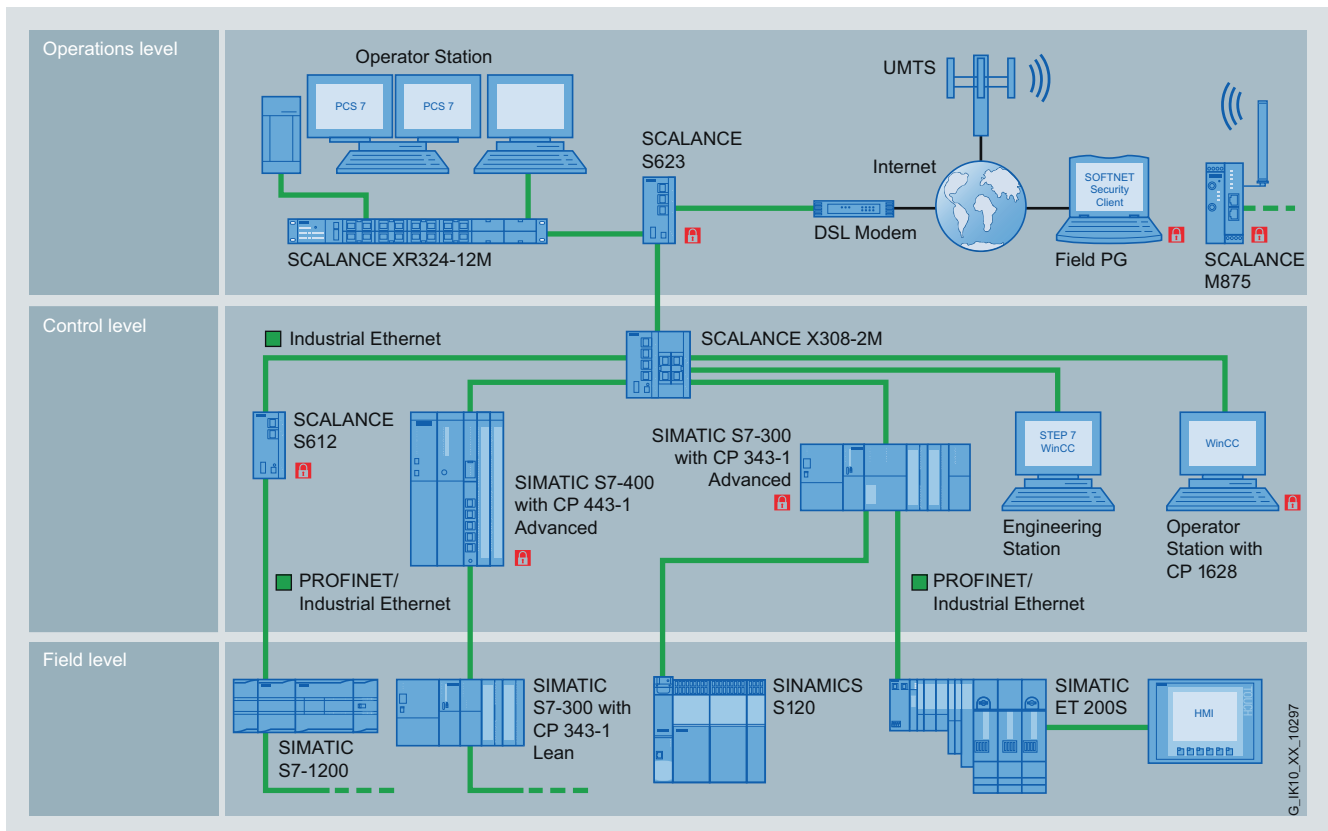 Operations level
Operator Station
PCS 7
PCS 7
SCALANCE
S623
UMTS
Internet
SOFTNET
Security
Client
SCALANCE XR324-12M
DSL Modem
Field PG
SCALANCE
M875
Control level
Industrial Ethernet
SCALANCE X308-2M
SCALANCE
S612
SIMATIC S7-400
with CP 443-1
Advanced
SIMATIC S7-300
with CP 343-1
Advanced
STEP 7
WinCC
Engineering
Station
WinCC
Operator
Station with
CP 1628
PROFINET/
Industrial Ethernet
PROFINET/
Industrial Ethernet
Field level
SIMATIC
S7-1200
SIMATIC
S7-300 with
CP 343-1
Lean
SINAMICS
S120
SIMATIC
ET 200S
HMI
G_IK10_XX_10297